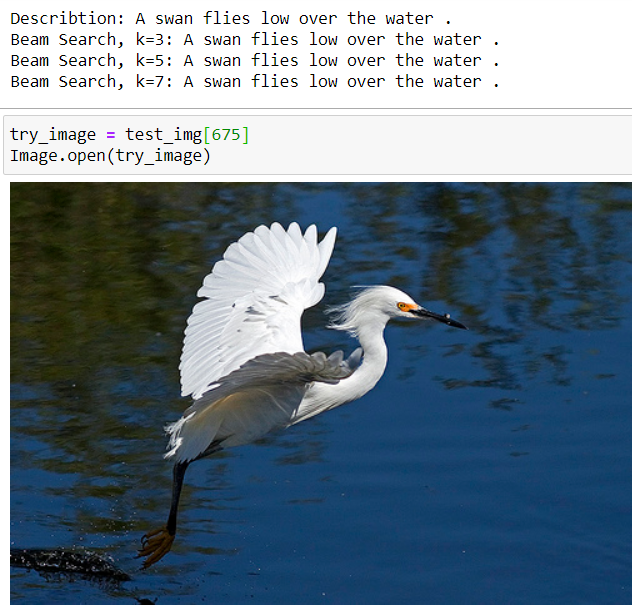 Describtion: A swan flies low over the water .
Beam Search, k=3: A swan flies low over the water .
Beam Search, k=5: A swan flies low over the water .
Beam Search, k=7: A swan flies low over the water .
try_image = test_img[675]
Image.open(try_image)